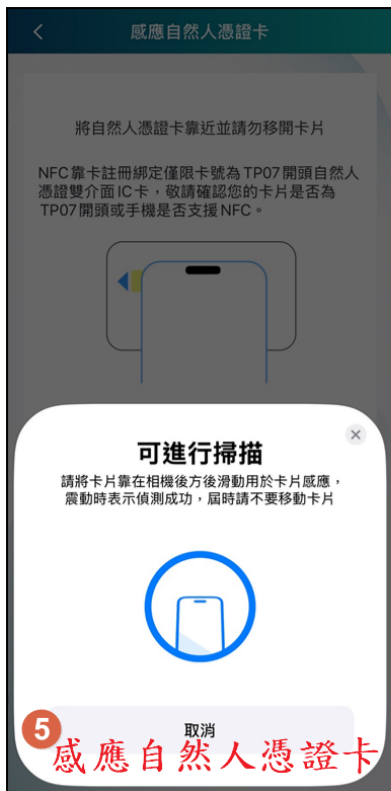 感應自然人憑證卡
將自然人憑證卡靠近並請勿移開卡片
NFC靠卡註冊綁定僅限卡號為TP07開頭自然人
憑證雙介面IC卡，敬請確認您的卡片是否為
TP07開頭或手機是否支援NFC。
可進行掃描
請將卡片靠在相機後方後滑動用於卡片感應，
震動時表示偵測成功，屆時請不要移動卡片
取消
5
感應自然人憑證卡